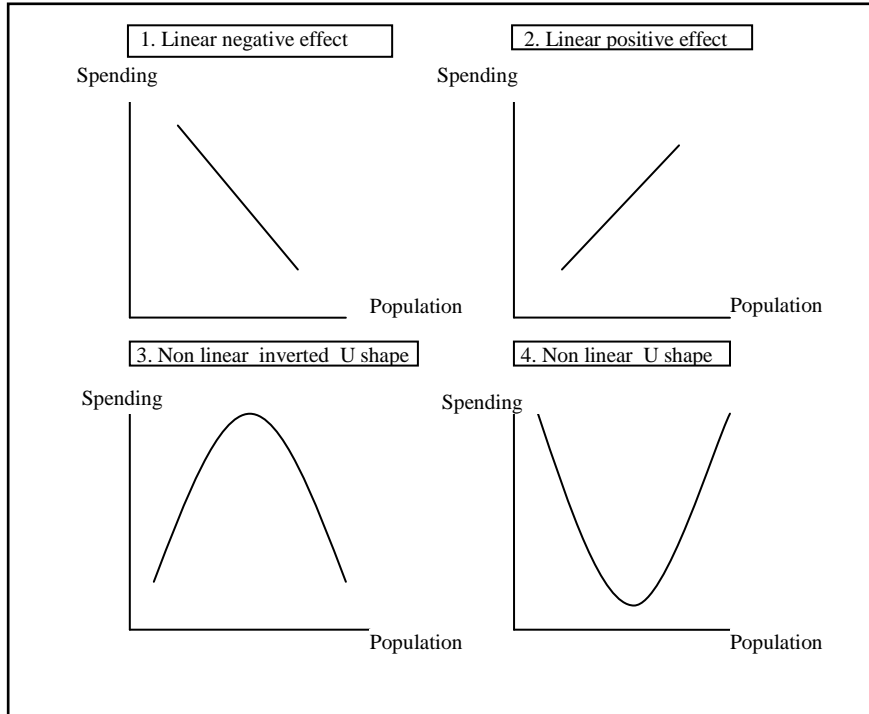 1. Linear negative effect
2. Linear positive effect
Spending
Spending
Population
Population
3. Non linear inverted U shape
4. Non linear U shape
Spending
Spending
Population
Population